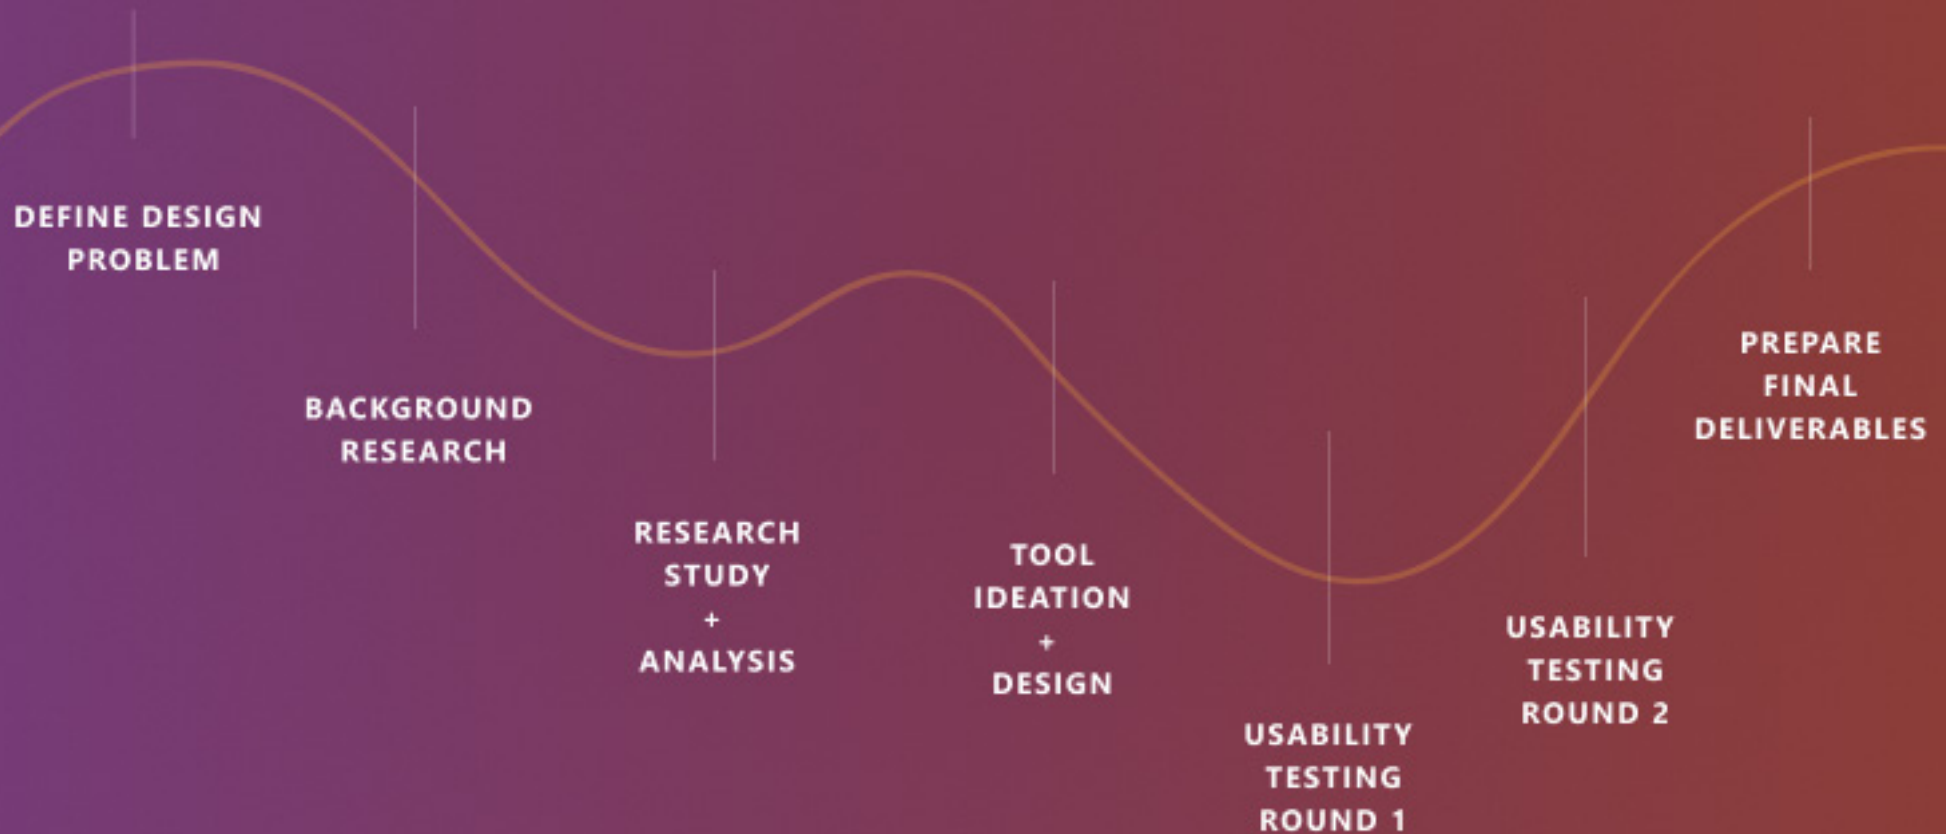 DEFINE DESIGN
PROBLEM
BACKGROUND
RESEARCH
RESEARCH
STUDY
+
ANALYSIS
TOOL
IDEATION
+
DESIGN
USABILITY
TESTING
ROUND 1
USABILITY
TESTING
ROUND 2
PREPARE
FINAL
DELIVERABLES